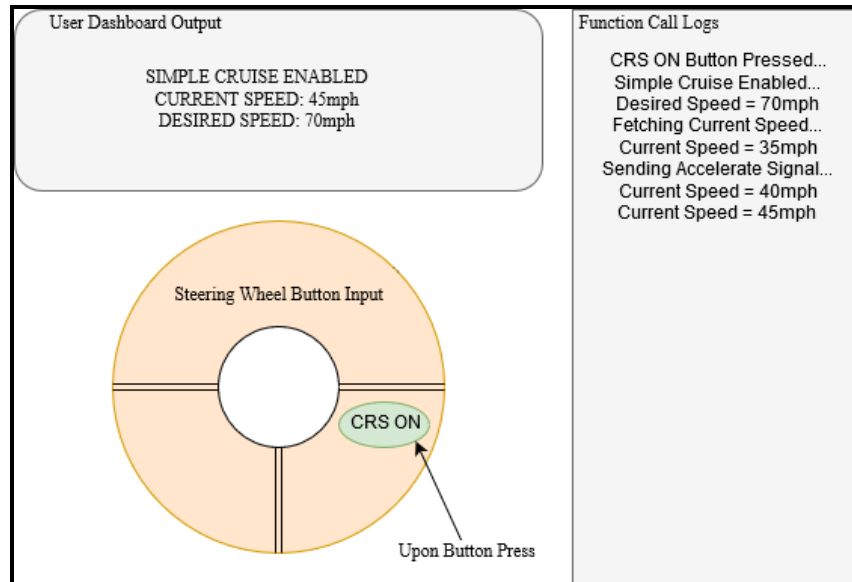 User Dashboard Output
SIMPLE CRUISE ENABLED
CURRENT SPEED: 45mph
DESIRED SPEED: 70mph
Steering Wheel Button Input
CRS ON
Upon Button Press
Function Call Logs
CRS ON Button Pressed...
Simple Cruise Enabled...
Desired Speed = 70mph
Fetching Current Speed...
Current Speed = 35mph
Sending Accelerate Signal...
Current Speed = 40mph
Current Speed = 45mph